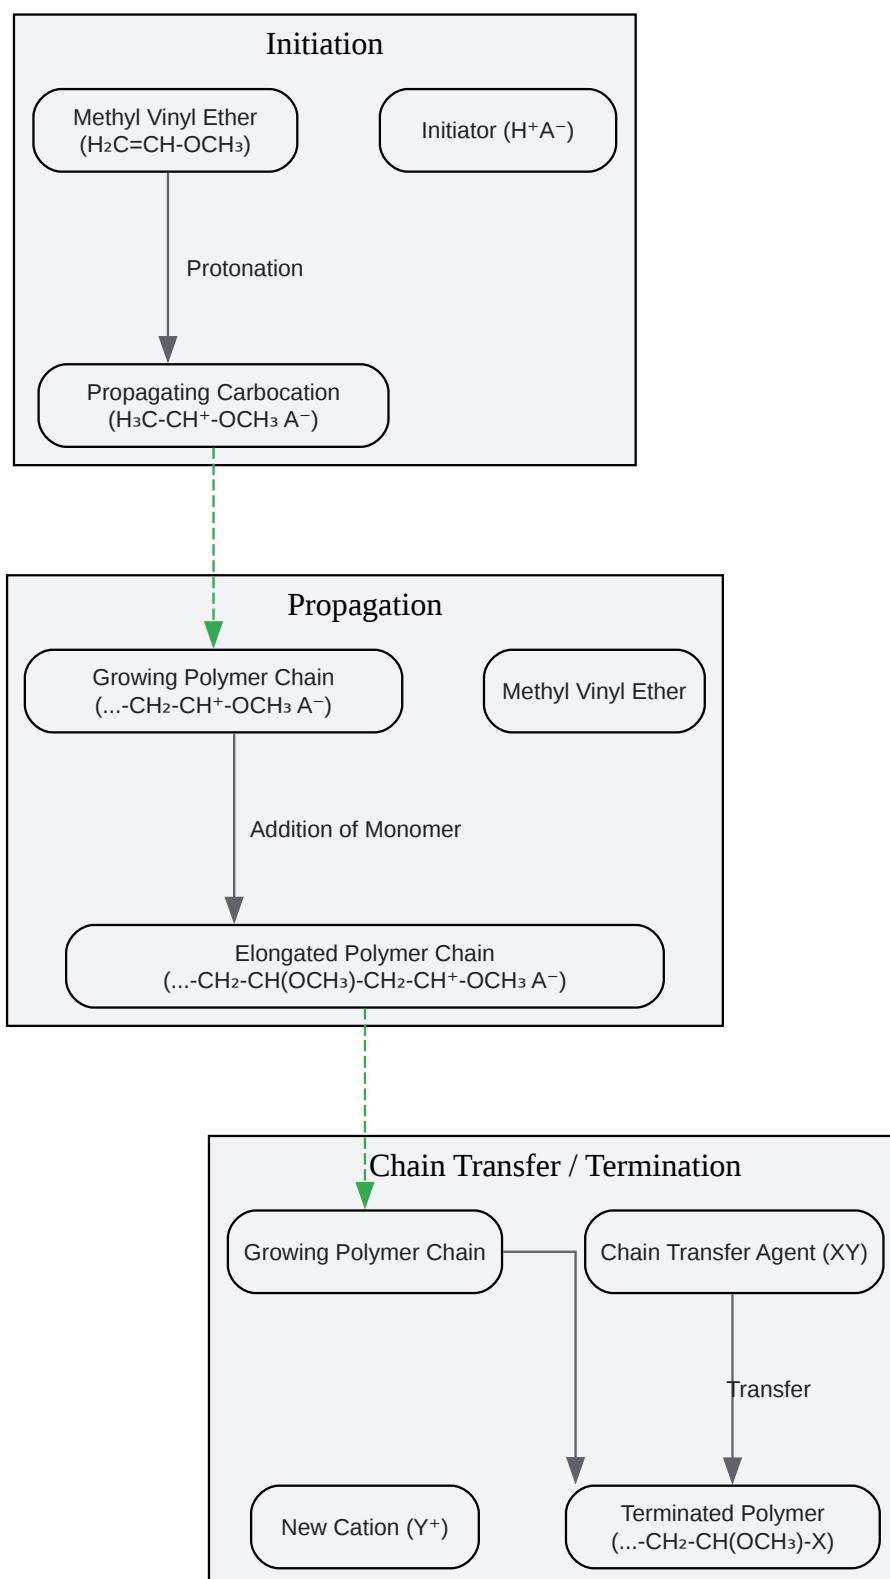 Initiation
Methyl Vinyl Ether
(H₂C=CH-OCH₃)
Initiator (H⁺A⁻)
Protonation
Propagating Carbocation
(H₃C-CH⁺-OCH₃ A⁻)
Propagation
Growing Polymer Chain
(...-CH₂-CH⁺-OCH₃ A⁻)
Methyl Vinyl Ether
Addition of Monomer
Elongated Polymer Chain
(...-CH₂-CH(OCH₃)-CH₂-CH⁺-OCH₃ A⁻)
Chain Transfer / Termination
Growing Polymer Chain
Chain Transfer Agent (XY)
Transfer
New Cation (Y⁺)
Terminated Polymer
(...-CH₂-CH(OCH₃)-X)